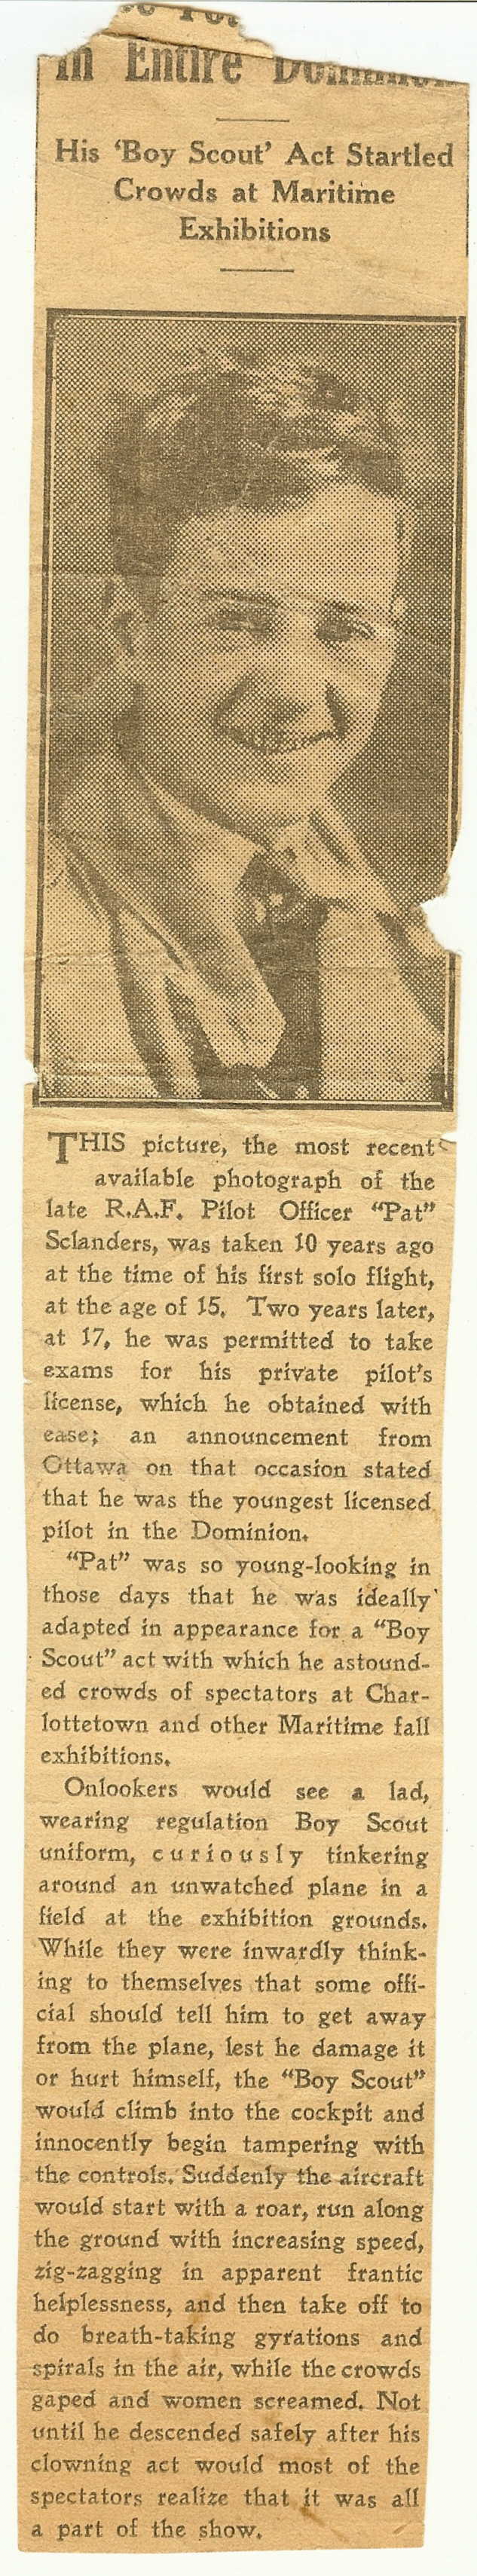 In Entire Dominion
His 'Boy Scout' Act Startled
Crowds at Maritime
Exhibitions
THIS picture, the most recent
available photograph of the
late R.A.F. Pilot Officer "Pat"
Sclanders, was taken 10 years ago
at the time of his first solo flight,
at the age of 15. Two years later,
at 17, he was permitted to take
exams for his private pilot's
license, which he obtained with
ease; an announcement from
Ottawa on that occasion stated
that he was the youngest licensed
pilot in the Dominion.
"Pat" was so young-looking in
those days that he was ideally
adapted in appearance for a "Boy
Scout" act with which he astound-
ed crowds of spectators at Char-
lottetown and other Maritime fall
exhibitions.
Onlookers would see a lad,
wearing regulation Boy Scout
uniform, curiously tinkering
around an unwatched plane in a
field at the exhibition grounds.
While they were inwardly think-
ing to themselves that some offi-
cial should tell him to get away
from the plane, lest he damage it
or hurt himself, the "Boy Scout"
would climb into the cockpit and
innocently begin tampering with
the controls. Suddenly the aircraft
would start with a roar, run along
the ground with increasing speed,
zig-zagging in apparent frantic
helplessness, and then take off to
do breath-taking gyrations and
spirals in the air, while the crowds
gaped and women screamed. Not
until he descended safely after his
clowning act would most of the
spectators realize that it was all
a part of the show.